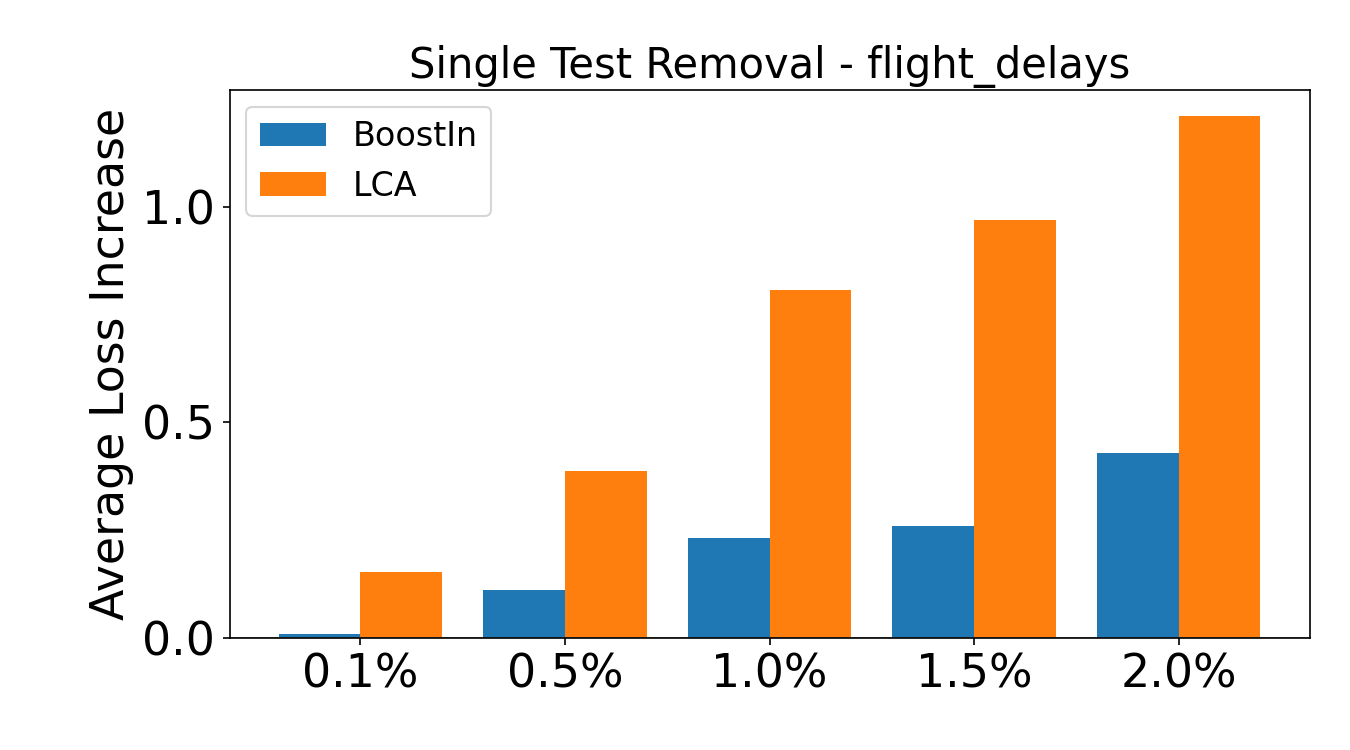 Single Test Removal - flight_delays
BoostIn
LCA
Average Loss Increase
1.0
0.5
0.0
0.1% 0.5% 1.0% 1.5% 2.0%